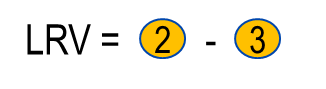 LRV = 2 - 3